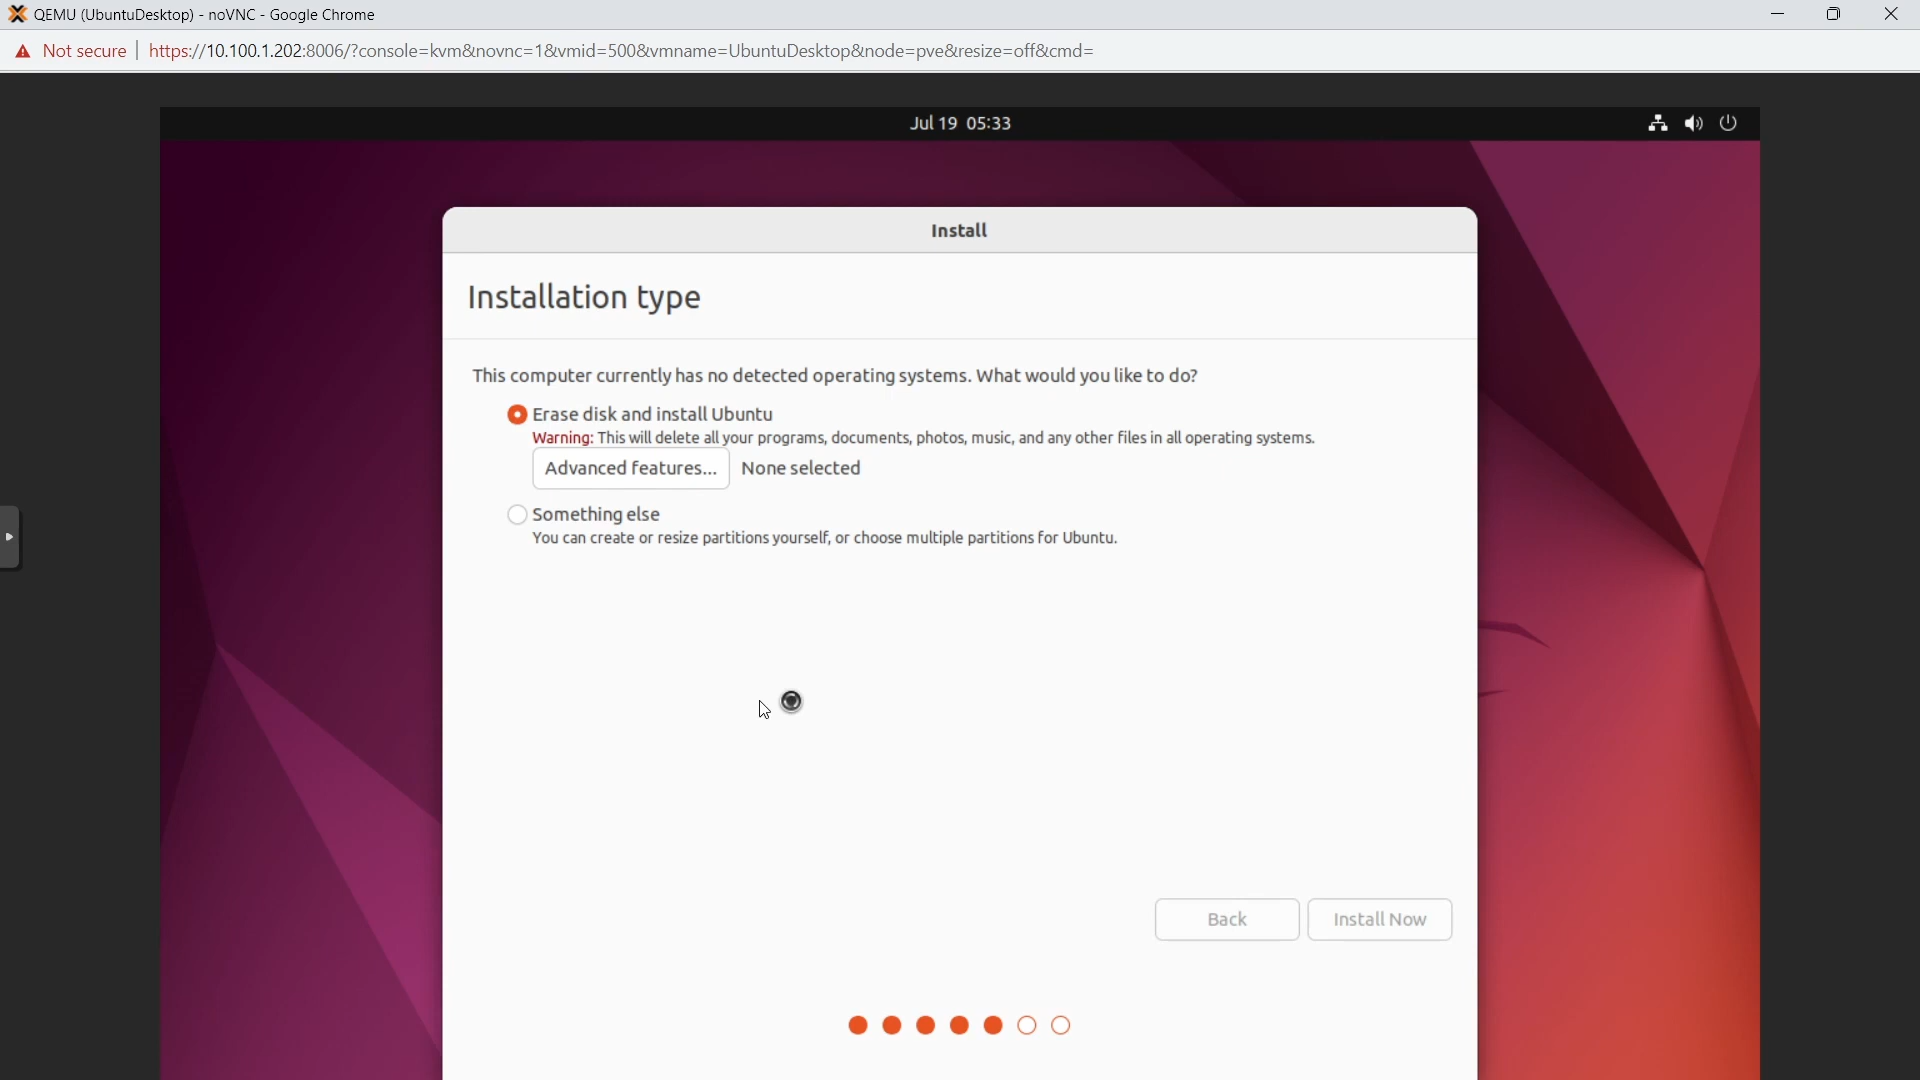 QEMU (UbuntuDesktop) - noVNC - Google Chrome
Not secure https://10.100.1.202:8006/?console=kvm&novnc=1&vmid=500&vmname=UbuntuDesktop&node=pve&resize=off&cmd=
Jul 19 05:33
Install
Installation type
This computer currently has no detected operating systems. What would you like to do?
Erase disk and install Ubuntu
Warning: This will delete all your programs, documents, photos, music, and any other files in all operating systems.
Advanced features... None selected
Something else
You can create or resize partitions yourself, or choose multiple partitions for Ubuntu.
Back Install Now